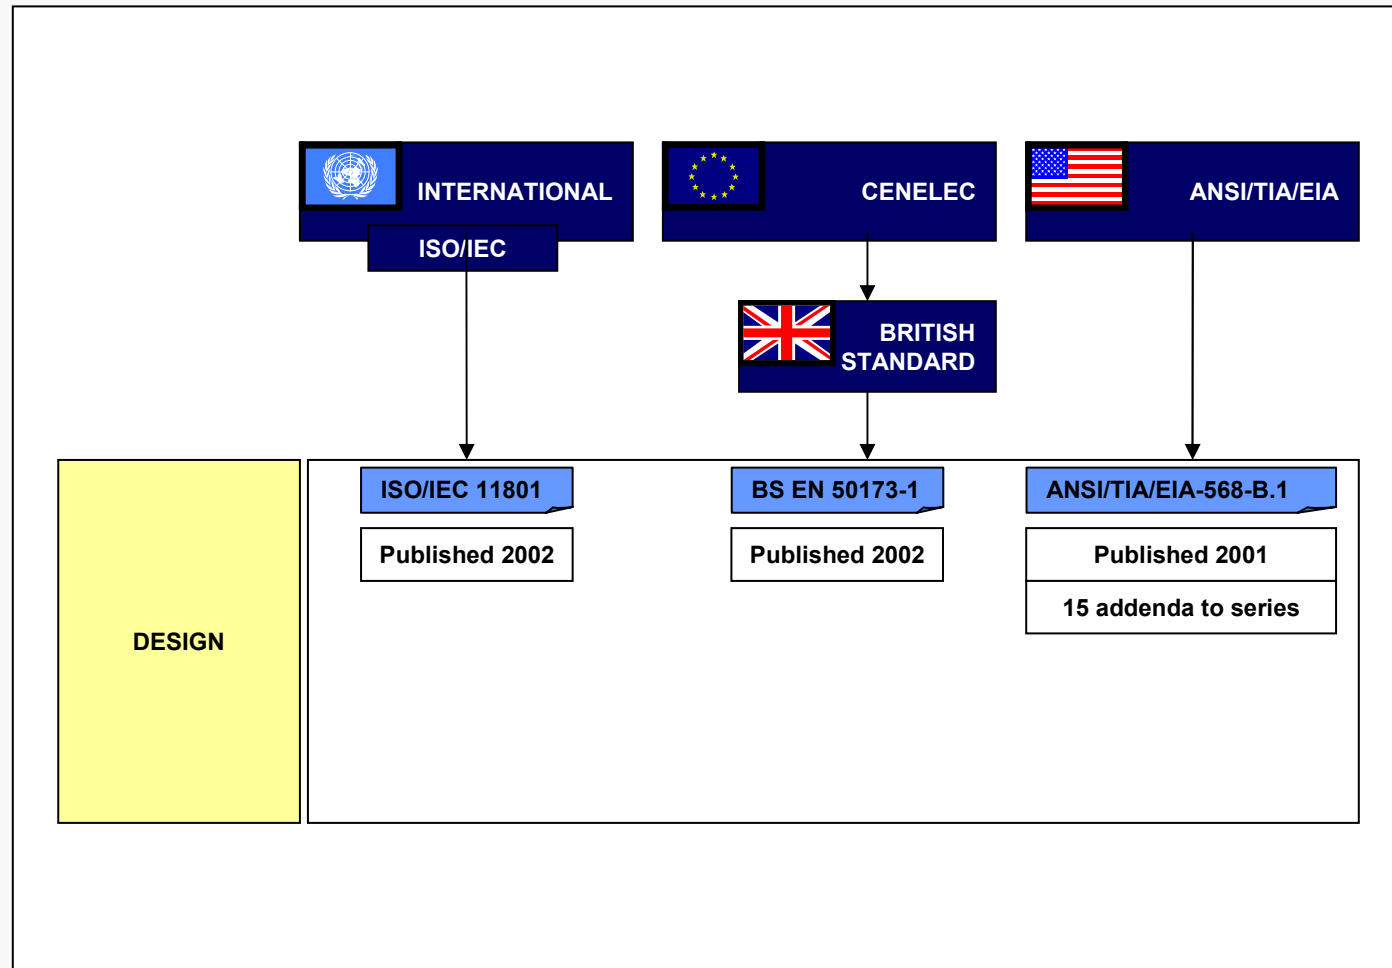 INTERNATIONAL
ISO/IEC
CENELEC
ANSI/TIA/EIA
BRITISH
STANDARD
DESIGN
ISO/IEC 11801
Published 2002
BS EN 50173-1
Published 2002
ANSI/TIA/EIA-568-B.1
Published 2001
15 addenda to series